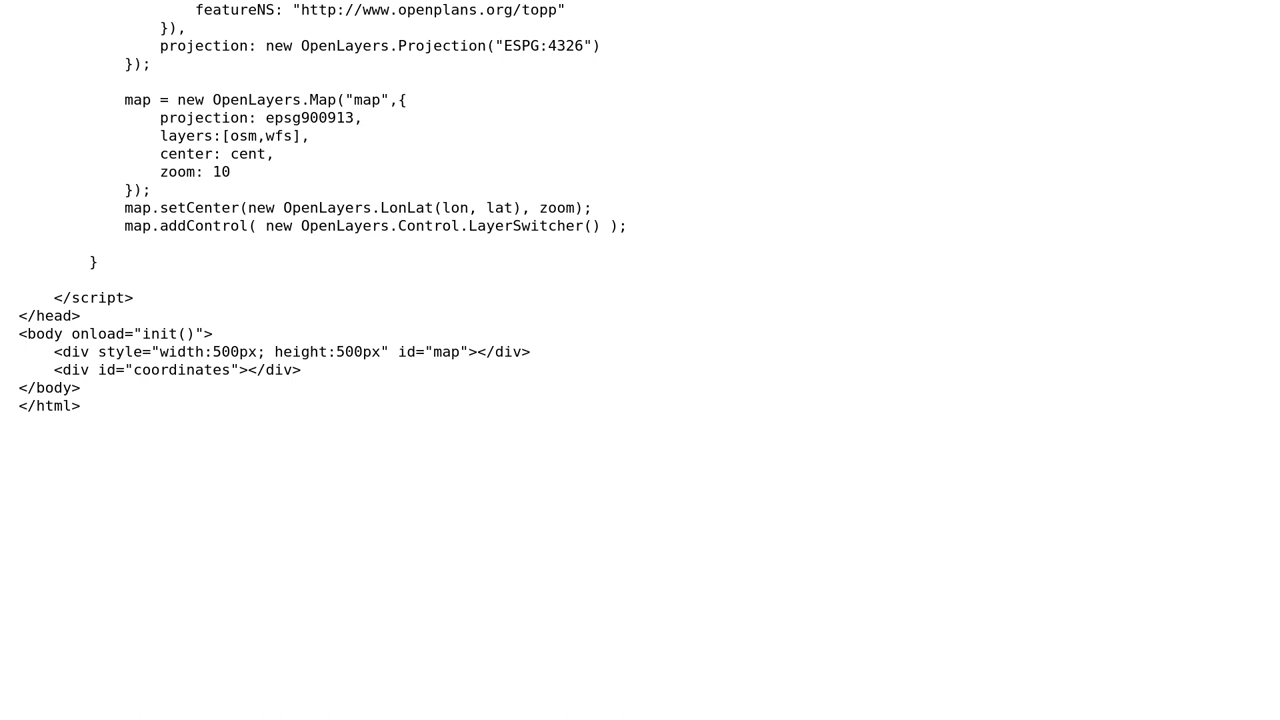 featureNS: "http://www.openplans.org/topp"
}),
projection: new OpenLayers.Projection("ESPG:4326")
});
map = new OpenLayers.Map("map",{
projection: epsg900913,
layers:[osm,wfs],
center: cent,
zoom: 10
});
map.setCenter(new OpenLayers.LonLat(lon, lat), zoom);
map.addControl( new OpenLayers.Control.LayerSwitcher() );
}
</script>
</head>
<body onload="init()">
<div style="width:500px; height:500px" id="map"></div>
<div id="coordinates"></div>
</body>
</html>